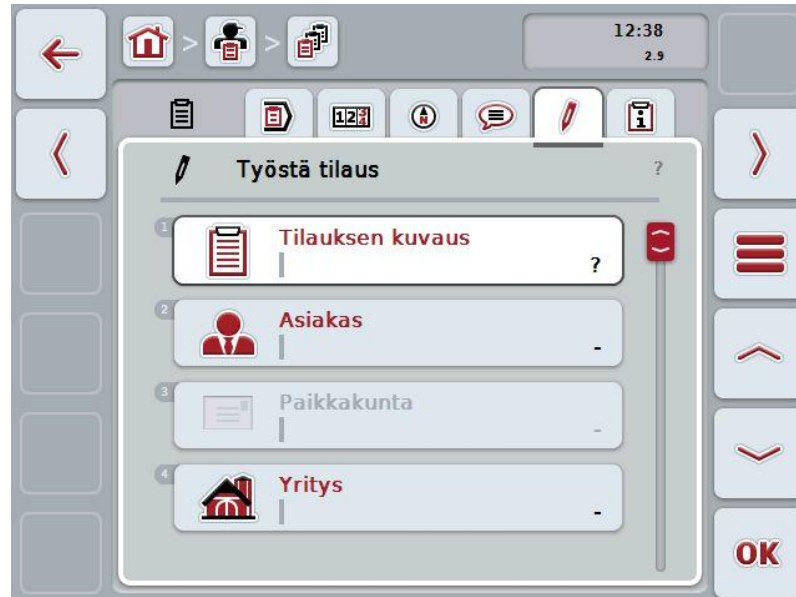 12:38
2.9
Työstä tilaus
?
1
Tilauksen kuvaus
?
2
Asiakas
-
3
Paikkakunta
-
4
Yritys
-
OK